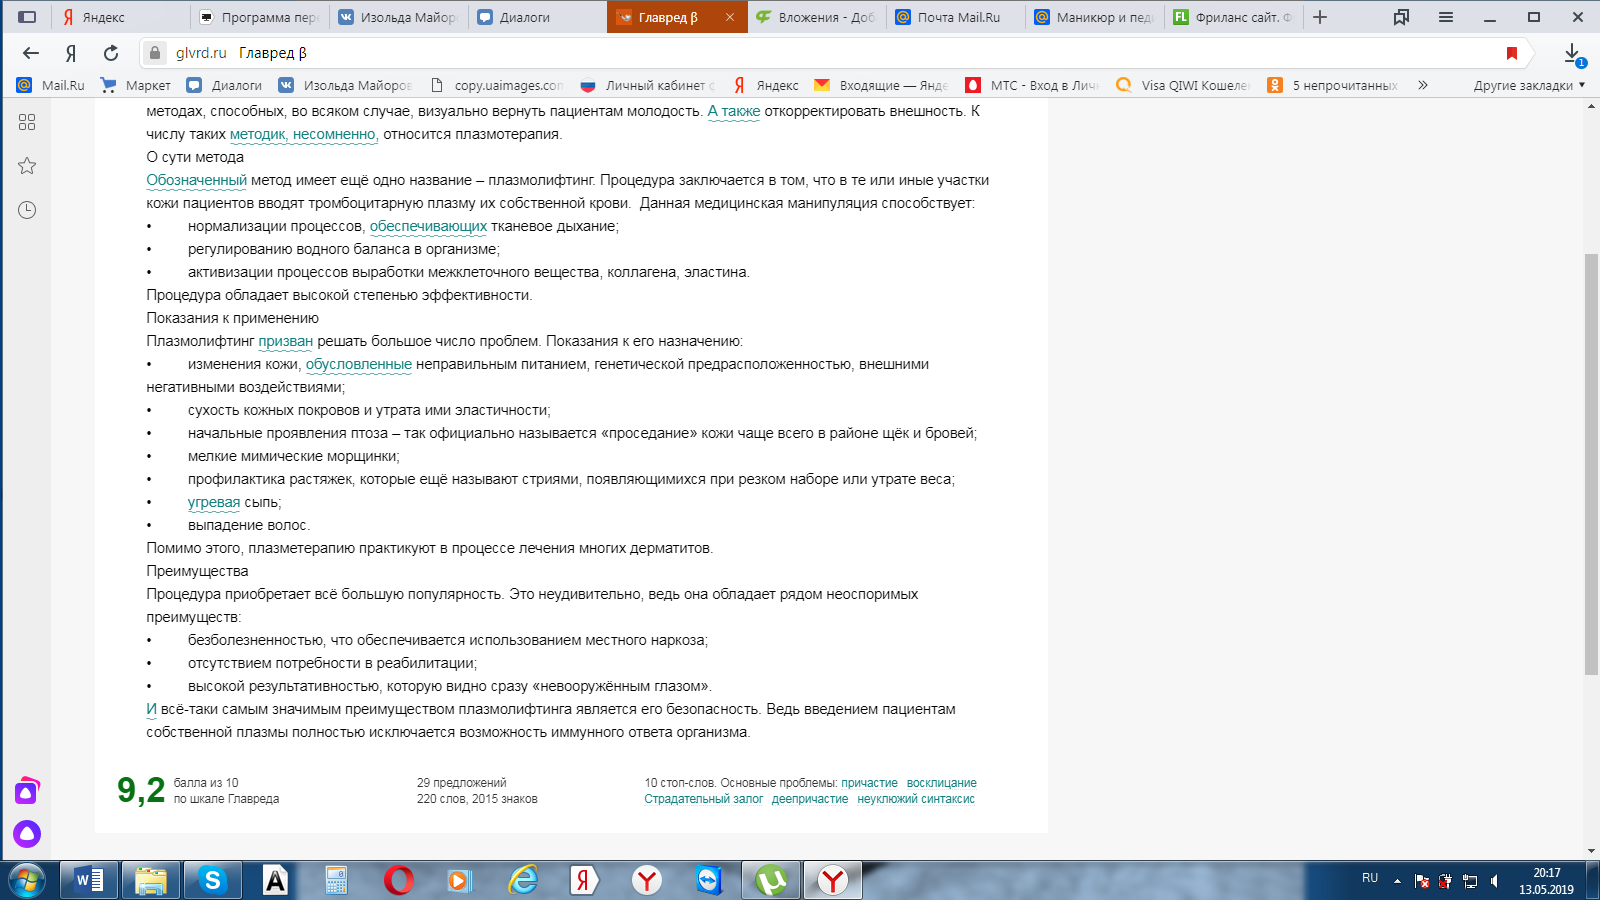 Яндекс
Программа пер
Изольда Майор
Диалоги
Главред β
Вложения - Доб
Почта Mail.Ru
Маникюр и пед
Фриланс сайт. Ф
glvrd.ru Главред β
1
Mail.Ru
Маркет
Диалоги
Изольда Майоров
copy.uaimages.com
Личный кабинет
Яндекс
Входящие — Янде
МТС - Вход в Личн
Visa QIWI Кошелек
5 непрочитанных
Другие закладки
методах, способных, во всяком случае, визуально вернуть пациентам молодость. А также откорректировать внешность. К
числу таких методик, несомненно, относится плазмотерапия.
О сути метода
Обозначенный метод имеет ещё одно название – плазмолифтинг. Процедура заключается в том, что в те или иные участки
кожи пациентов вводят тромбоцитарную плазму их собственной крови. Данная медицинская манипуляция способствует:
• нормализации процессов, обеспечивающих тканевое дыхание;
• регулированию водного баланса в организме;
• активизации процессов выработки межклеточного вещества, коллагена, эластина.
Процедура обладает высокой степенью эффективности.
Показания к применению
Плазмолифтинг призван решать большое число проблем. Показания к его назначению:
• изменения кожи, обусловленные неправильным питанием, генетической предрасположенностью, внешними
негативными воздействиями;
• сухость кожных покровов и утрата ими эластичности;
• начальные проявления птоза – так официально называется «проседание» кожи чаще всего в районе щёк и бровей;
• мелкие мимические морщинки;
• профилактика растяжек, которые ещё называют стриями, появляющимихся при резком наборе или утрате веса;
• угревая сыпь;
• выпадение волос.
Помимо этого, плазметерапию практикуют в процессе лечения многих дерматитов.
Преимущества
Процедура приобретает всё большую популярность. Это неудивительно, ведь она обладает рядом неоспоримых
преимуществ:
• безболезненностью, что обеспечивается использованием местного наркоза;
• отсутствием потребности в реабилитации;
• высокой результативностью, которую видно сразу «невооружённым глазом».
И всё-таки самым значимым преимуществом плазмолифтинга является его безопасность. Ведь введением пациентам
собственной плазмы полностью исключается возможность иммунного ответа организма.
9,2
балла из 10
по шкале Главреда
29 предложений
220 слов, 2015 знаков
10 стоп-слов. Основные проблемы: причастие восклицание
Страдательный залог деепричастие неуклюжий синтаксис
RU
20:17
13.05.2019